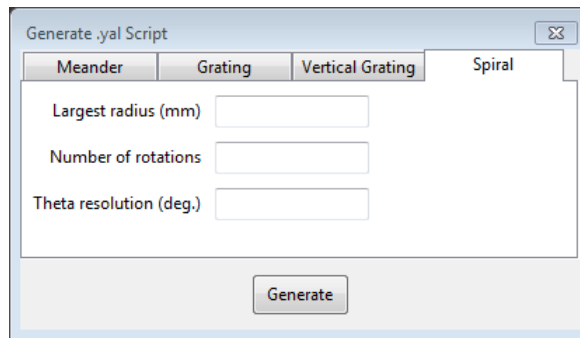 Generate .yal Script
Meander Grating Vertical Grating Spiral
Largest radius (mm)
Number of rotations
Theta resolution (deg.)
Generate